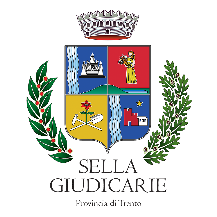 SELLA
GIUDICARIE
Provincia di Trento